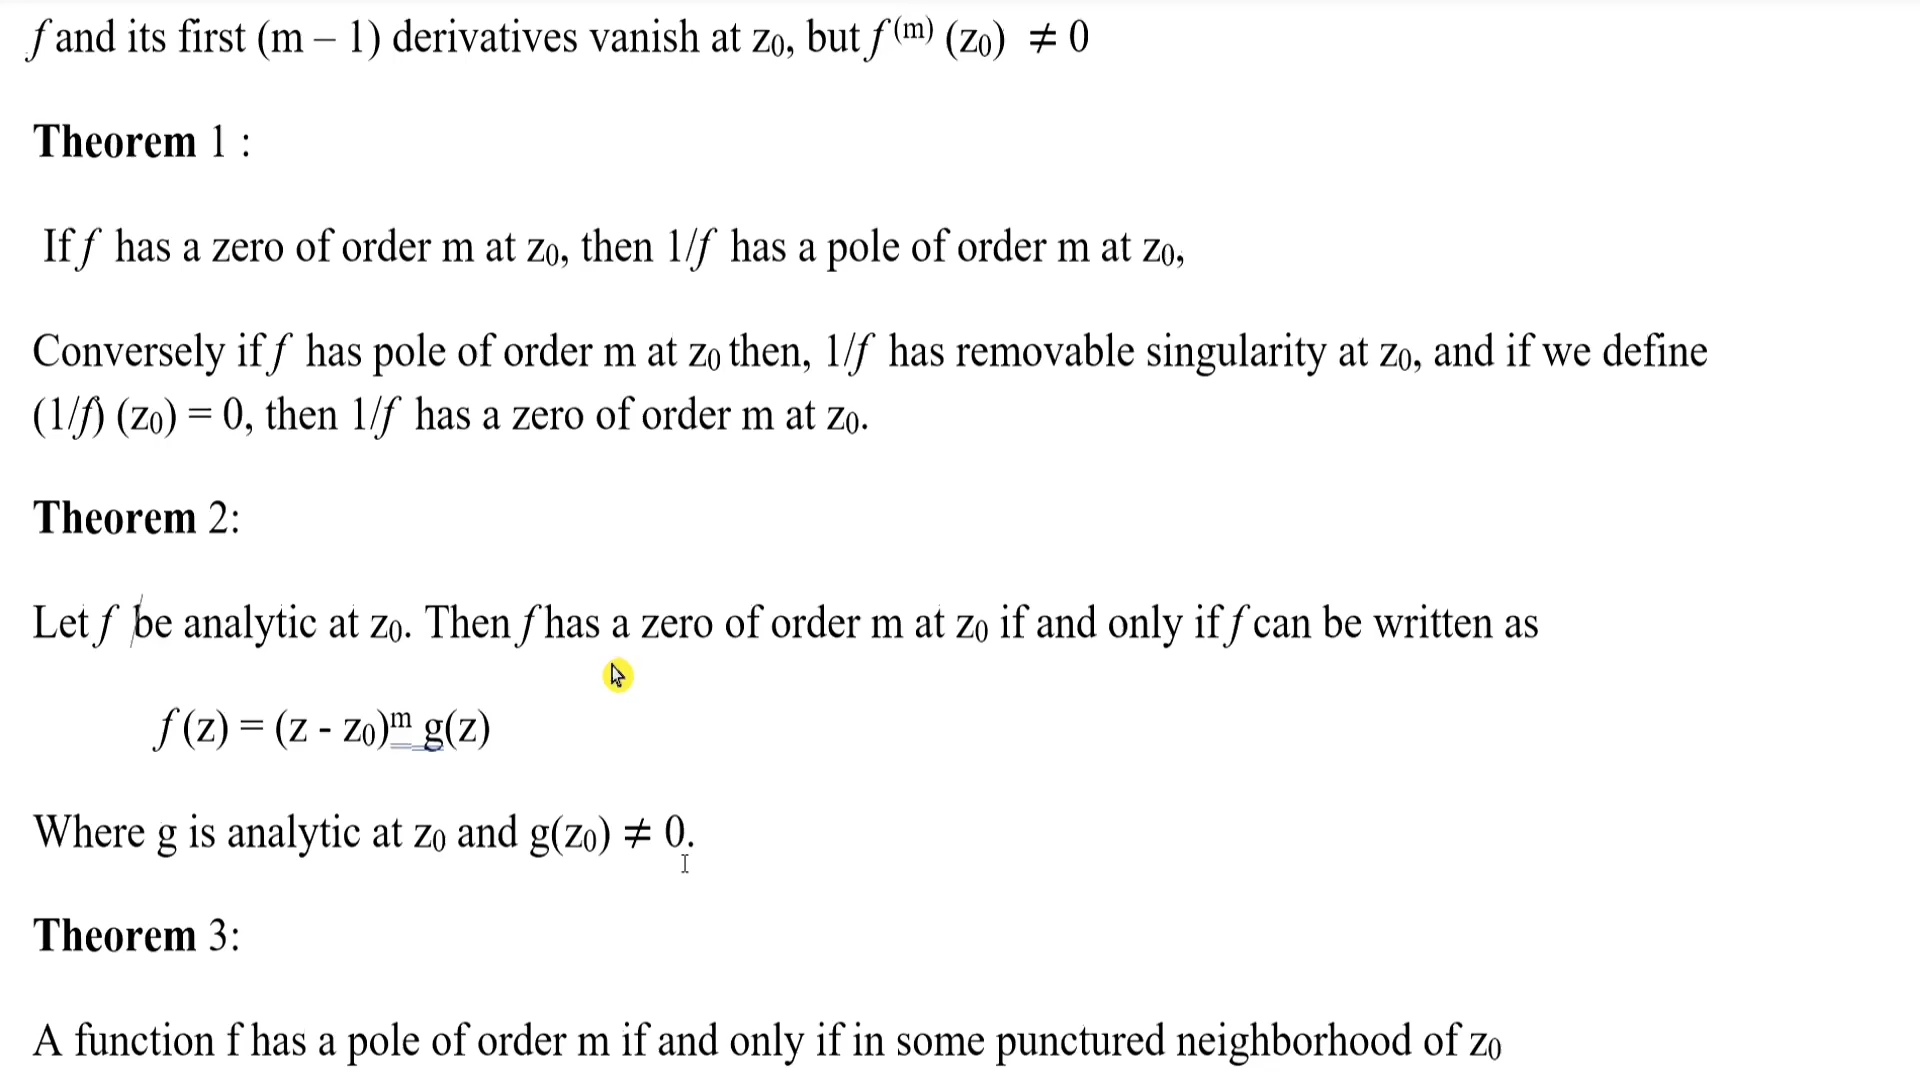 f and its first (m – 1) derivatives vanish at z₀, but f⁽ᵐ⁾ (z₀) ≠ 0
Theorem 1 :
If f has a zero of order m at z₀, then 1/f has a pole of order m at z₀,
Conversely if f has pole of order m at z₀ then, 1/f has removable singularity at z₀, and if we define
(1/f) (z₀) = 0, then 1/f has a zero of order m at z₀.
Theorem 2:
Let f be analytic at z₀. Then f has a zero of order m at z₀ if and only if f can be written as
f (z) = (z - z₀)ᵐ g(z)
Where g is analytic at z₀ and g(z₀) ≠ 0.
Theorem 3:
A function f has a pole of order m if and only if in some punctured neighborhood of z₀